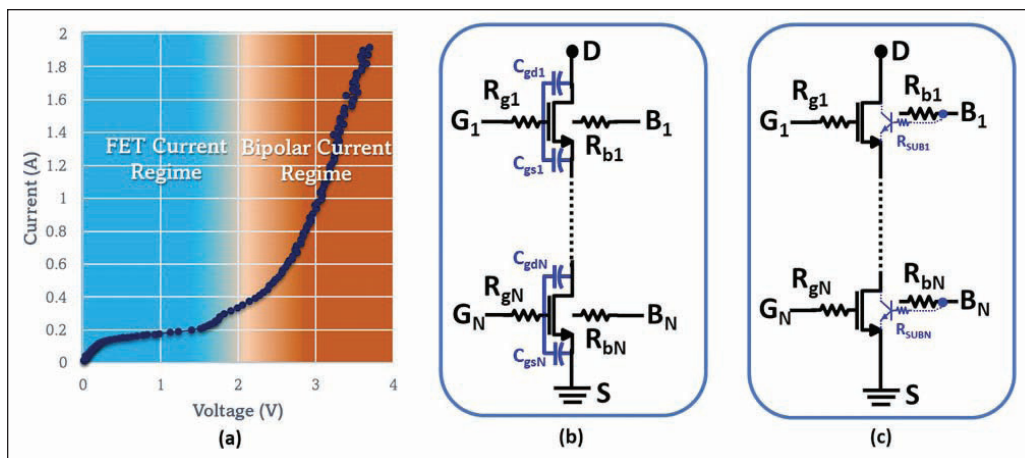 2
1.8
1.6
1.4
1.2
1
0.8
0.6
0.4
0.2
0
Current (A)
FET Current
Regime
Bipolar Current
Regime
0 1 2 3 4
Voltage (V)
(a)
D
Cgd1
Rg1
G1
B1
Rb1
Cgs1
CgdN
RgN
GN
BN
RbN
CgsN
S
(b)
D
Rg1
Rb1
G1
B1
RSUB1
RgN
RbN
GN
BN
RSUBN
S
(c)